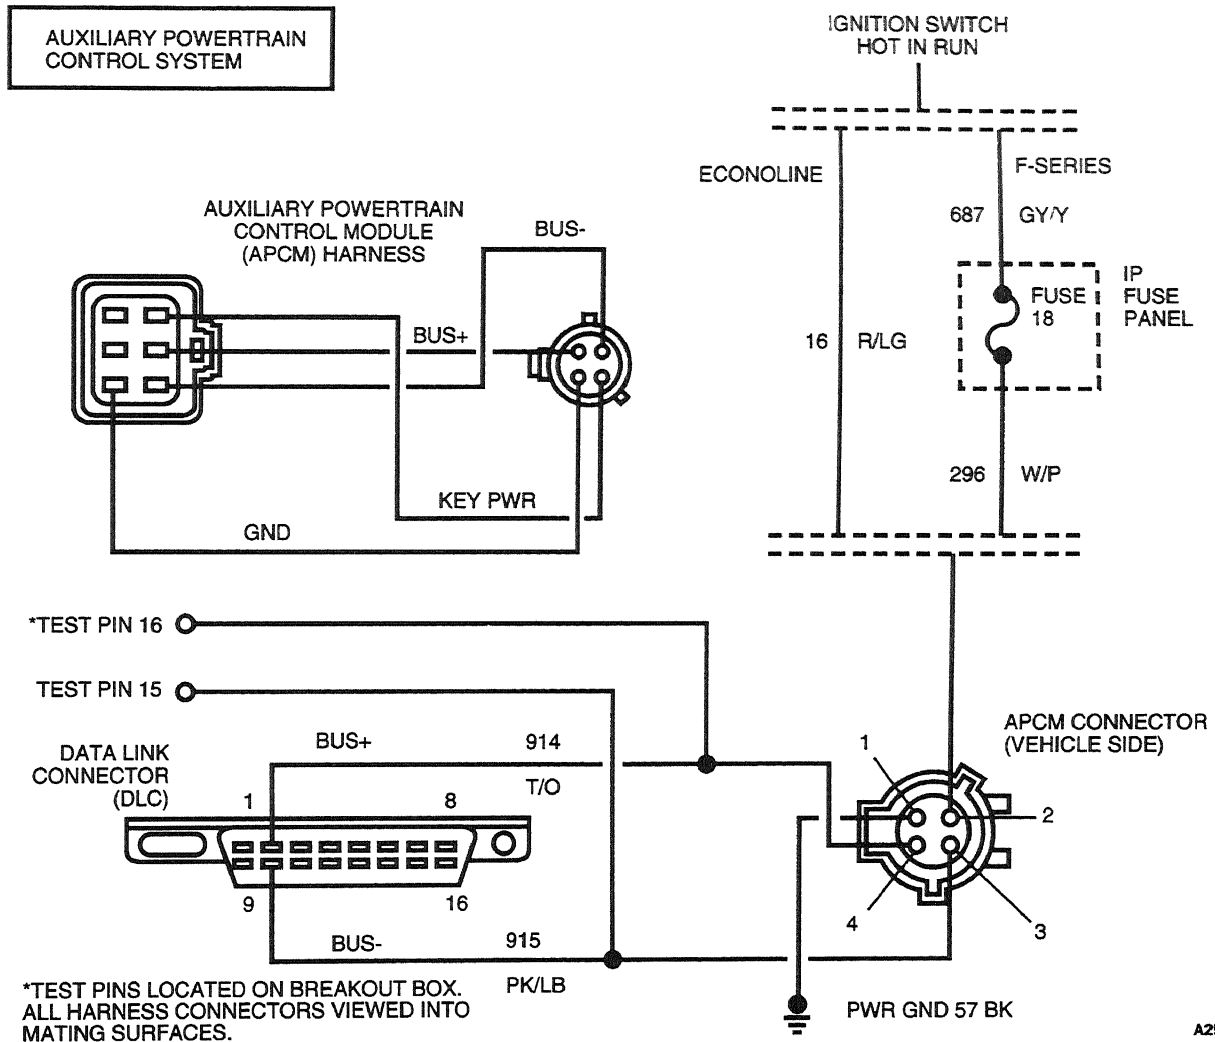 AUXILIARY POWERTRAIN
CONTROL SYSTEM
IGNITION SWITCH
HOT IN RUN
ECONOLINE
F-SERIES
687 GY/Y
AUXILIARY POWERTRAIN
CONTROL MODULE
(APCM) HARNESS
BUS-
BUS+
IP
FUSE
PANEL
FUSE
18
16 R/LG
296 W/P
KEY PWR
GND
*TEST PIN 16
TEST PIN 15
DATA LINK
CONNECTOR
(DLC)
BUS+ 914
T/O
1 8
9 16
BUS- 915
PK/LB
APCM CONNECTOR
(VEHICLE SIDE)
1
2
3
4
PWR GND 57 BK
*TEST PINS LOCATED ON BREAKOUT BOX.
ALL HARNESS CONNECTORS VIEWED INTO
MATING SURFACES.